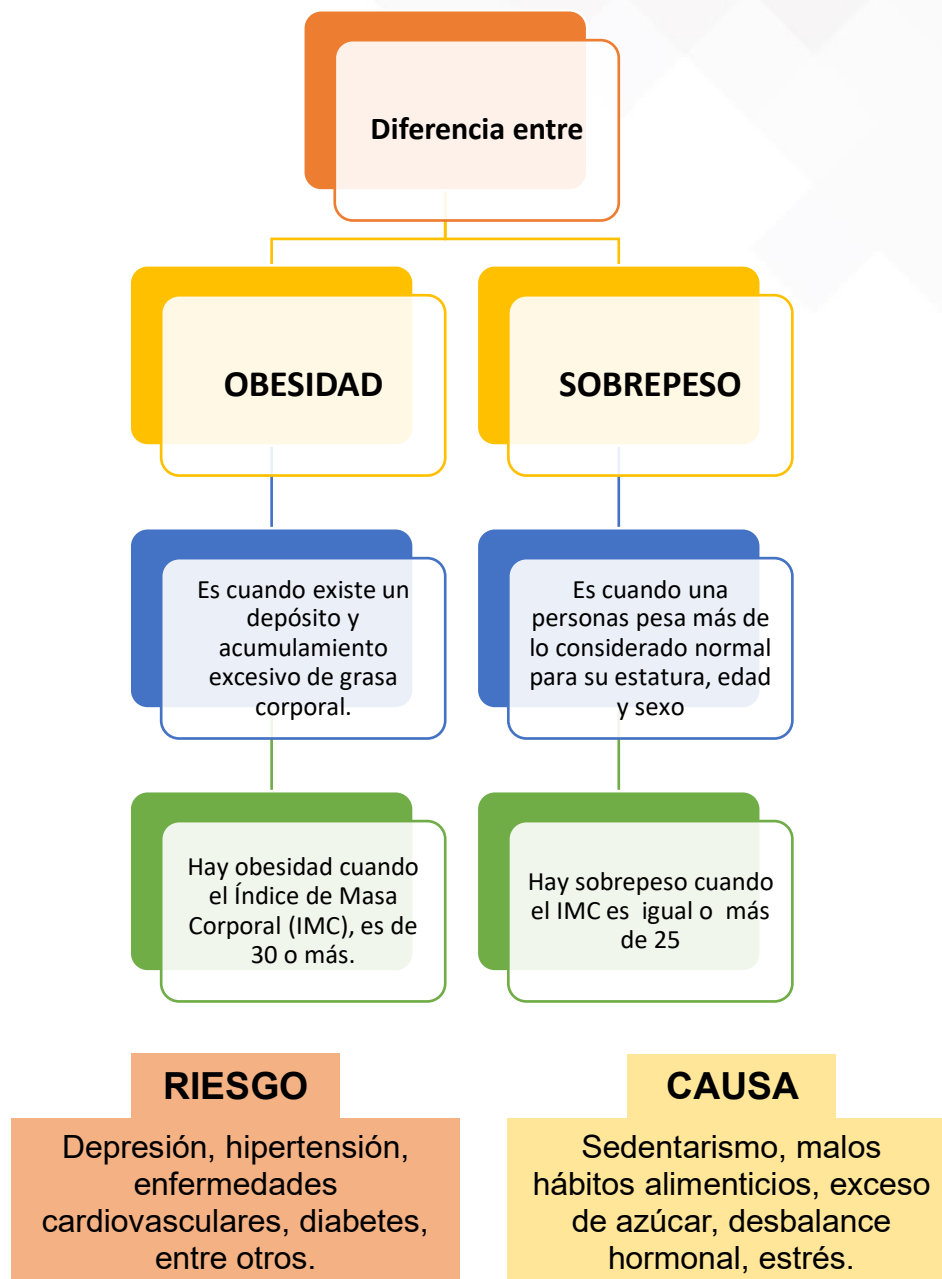 Diferencia entre
OBESIDAD
Es cuando existe un
depósito y
acumulamiento
excesivo de grasa
corporal.
Hay obesidad cuando
el Índice de Masa
Corporal (IMC), es de
30 o más.
SOBREPESO
Es cuando una
personas pesa más de
lo considerado normal
para su estatura, edad
y sexo
Hay sobrepeso cuando
el IMC es igual o más
de 25
RIESGO
Depresión, hipertensión,
enfermedades
cardiovasculares, diabetes,
entre otros.
CAUSA
Sedentarismo, malos
hábitos alimenticios, exceso
de azúcar, desbalance
hormonal, estrés.